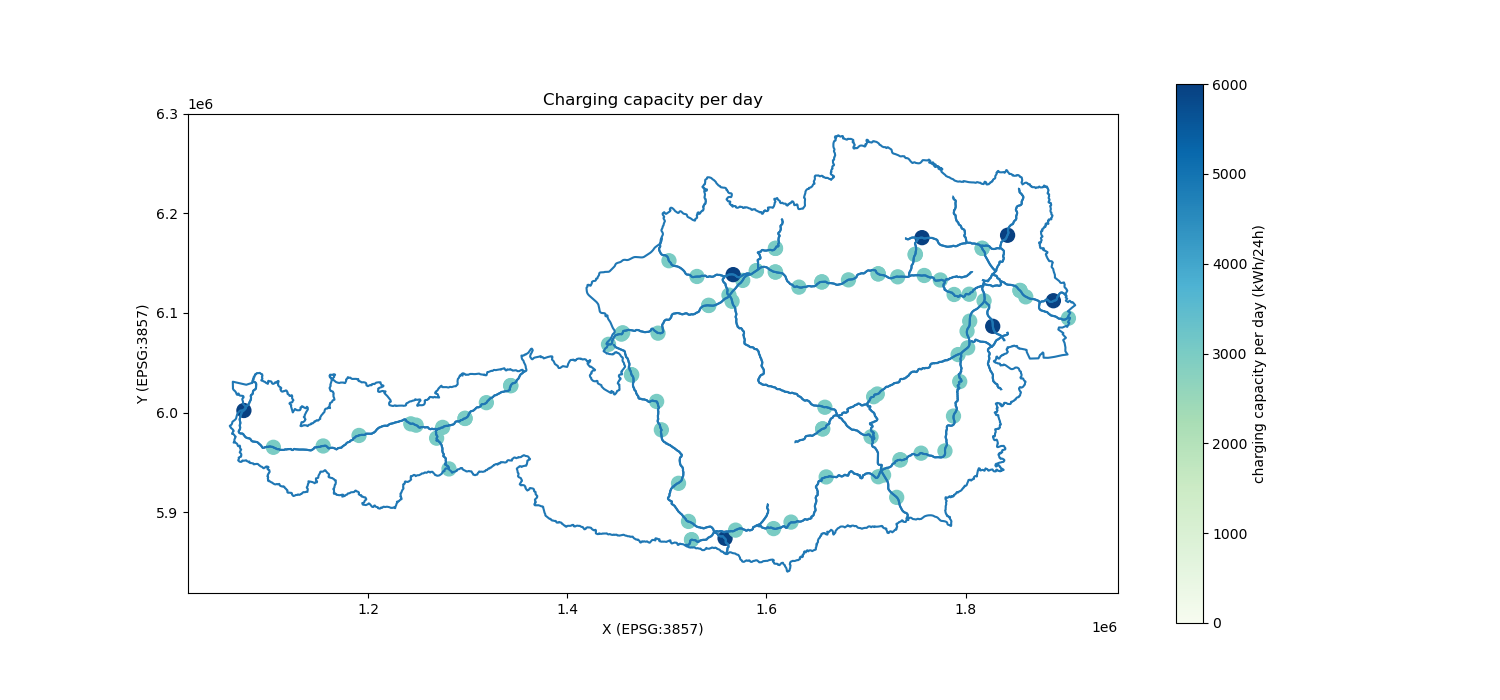 Charging capacity per day
1e6
6.3
6.2
6.1
6.0
5.9
Y (EPSG:3857)
1.2
1.4
1.6
1.8
1e6
X (EPSG:3857)
6000
5000
4000
3000
2000
1000
0
charging capacity per day (kWh/24h)